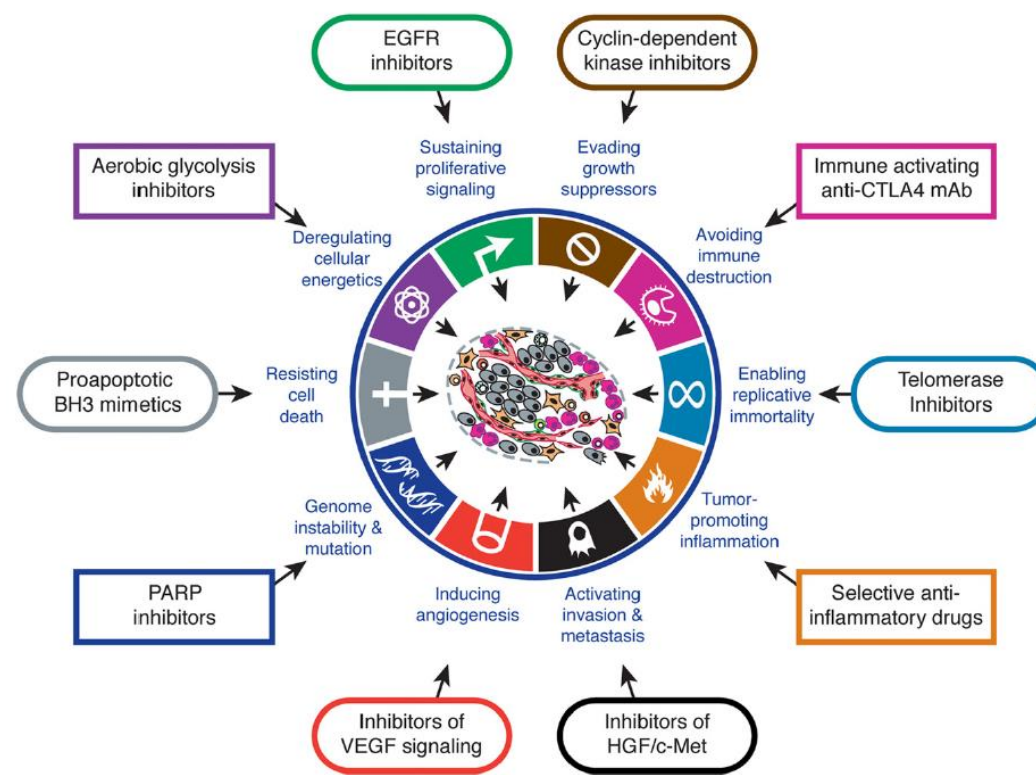 EGFR
inhibitors
Cyclin-dependent
kinase inhibitors
Sustaining
proliferative
signaling
Evading
growth
suppressors
Aerobic glycolysis
inhibitors
Immune activating
anti-CTLA4 mAb
Deregulating
cellular
energetics
Avoiding
immune
destruction
Proapoptotic
BH3 mimetics
Resisting
cell
death
Enabling
replicative
immortality
Telomerase
Inhibitors
Genome
instability &
mutation
Tumor-
promoting
inflammation
PARP
inhibitors
Inducing
angiogenesis
Activating
invasion &
metastasis
Selective anti-
inflammatory drugs
Inhibitors of
VEGF signaling
Inhibitors of
HGF/c-Met